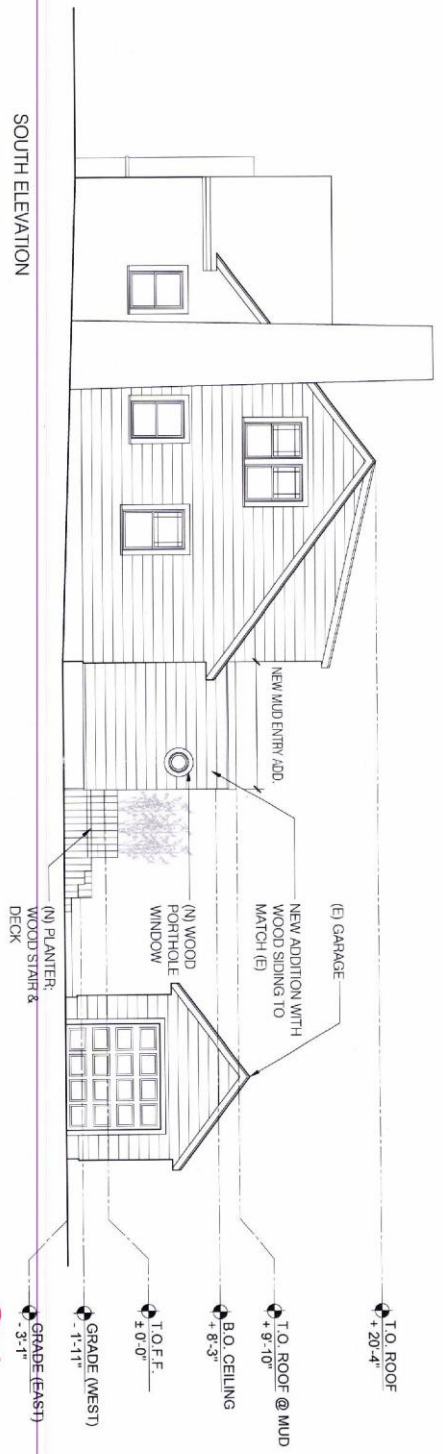 T.O. ROOF
+ 20'-4"
T.O. ROOF @ MUD
+ 9'-10"
B.O. CEILING
+ 8'-3"
T.O.F.F.
± 0'-0"
GRADE (WEST)
- 1'-11"
GRADE (EAST)
- 3'-1"
(E) GARAGE
NEW ADDITION WITH
WOOD SIDING TO
MATCH (E)
(N) WOOD
PORTHOLE
WINDOW
(N) PLANTER,
WOOD STAIR &
DECK
NEW MUD ENTRY ADD.
SOUTH ELEVATION